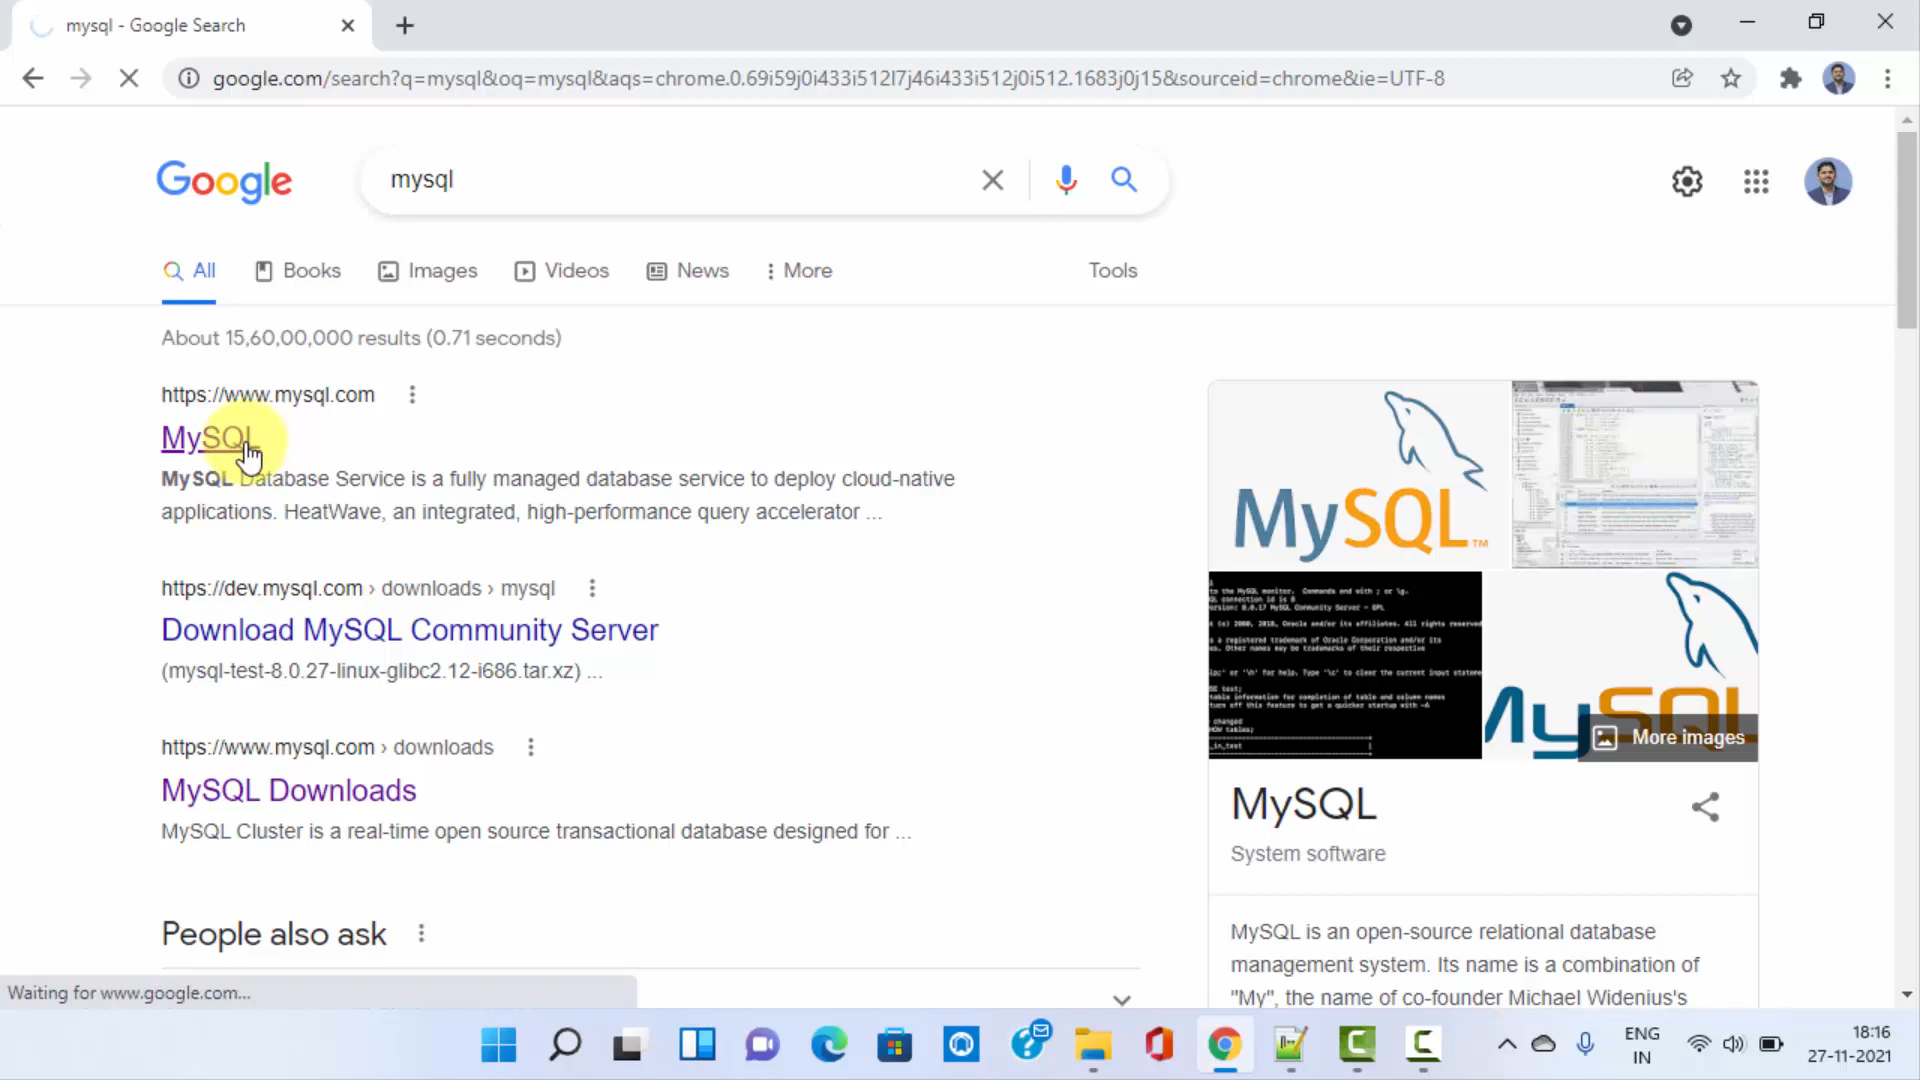 mysql - Google Search
google.com/search?q=mysql&oq=mysql&aqs=chrome.0.69i59j0i433i512l7j46i433i512j0i512.1683j0j15&sourceid=chrome&ie=UTF-8
Google
mysql
All
Books
Images
Videos
News
More
Tools
About 15,60,00,000 results (0.71 seconds)
https://www.mysql.com
MySQL
MySQL Database Service is a fully managed database service to deploy cloud-native
applications. HeatWave, an integrated, high-performance query accelerator ...
https://dev.mysql.com › downloads › mysql
Download MySQL Community Server
(mysql-test-8.0.27-linux-glibc2.12-i686.tar.xz) ...
https://www.mysql.com › downloads
MySQL Downloads
MySQL Cluster is a real-time open source transactional database designed for ...
People also ask
MySQL™
MySQL
More images
MySQL
System software
MySQL is an open-source relational database
management system. Its name is a combination of
"My", the name of co-founder Michael Widenius's
Waiting for www.google.com...
ENG
IN
18:16
27-11-2021